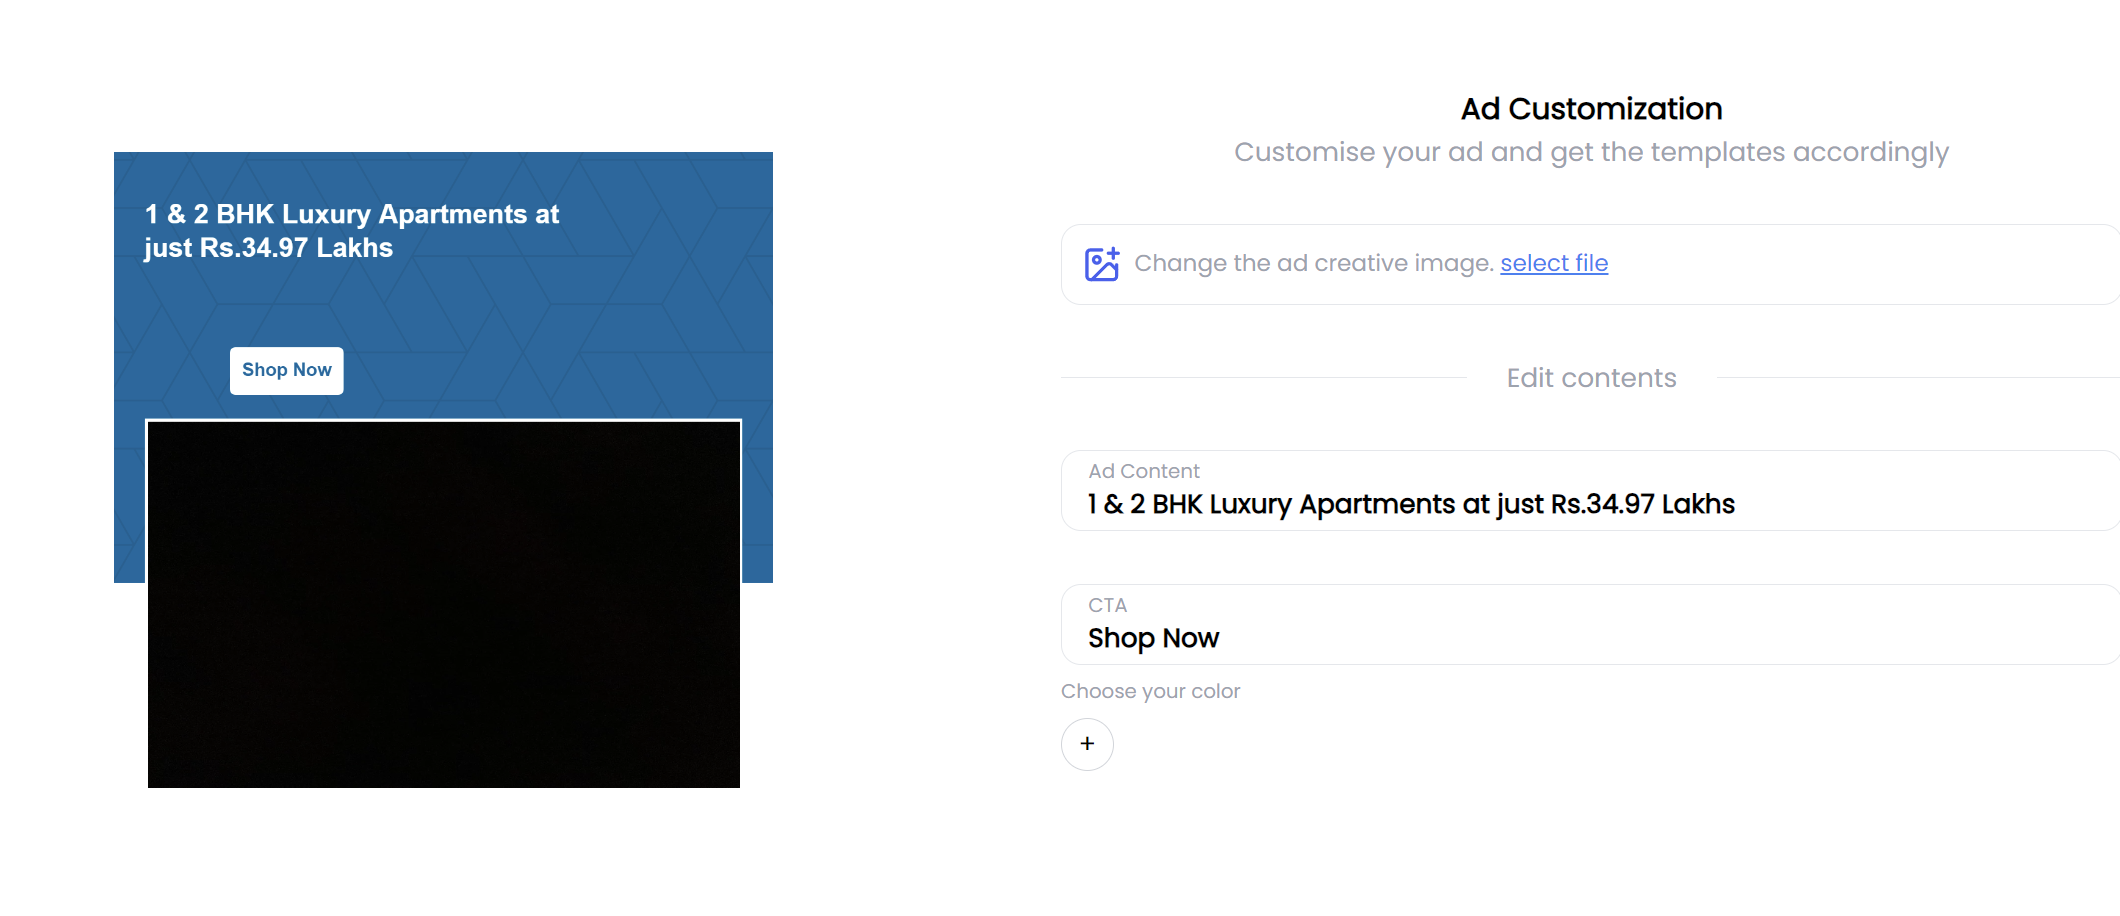 1 & 2 BHK Luxury Apartments at
just Rs.34.97 Lakhs
Shop Now
Ad Customization
Customise your ad and get the templates accordingly
Change the ad creative image. select file
Edit contents
Ad Content
1 & 2 BHK Luxury Apartments at just Rs.34.97 Lakhs
CTA
Shop Now
Choose your color
+